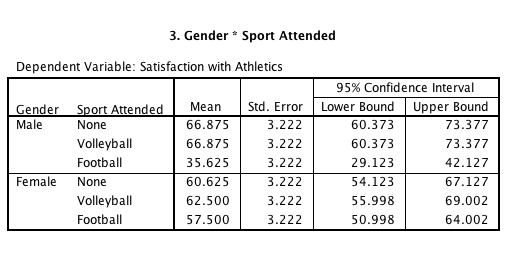 3. Gender * Sport Attended
Dependent Variable: Satisfaction with Athletics
95% Confidence Interval
Gender Sport Attended Mean Std. Error Lower Bound Upper Bound
Male None 66.875 3.222 60.373 73.377
Volleyball 66.875 3.222 60.373 73.377
Football 35.625 3.222 29.123 42.127
Female None 60.625 3.222 54.123 67.127
Volleyball 62.500 3.222 55.998 69.002
Football 57.500 3.222 50.998 64.002